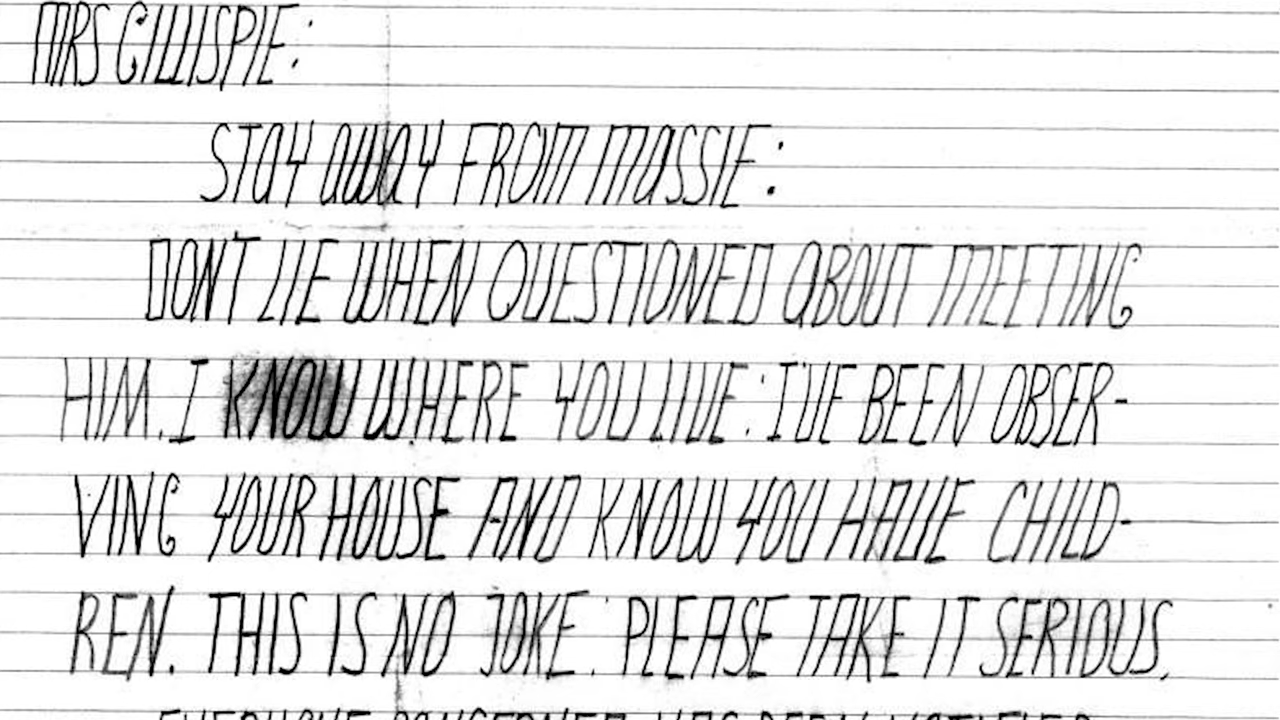 MRS GILLISPIE:
STAY AWAY FROM MASSIE:
DON'T LIE WHEN QUESTIONED ABOUT MEETING
HIM. I KNOW WHERE YOU LIVE: I'VE BEEN OBSER-
VING YOUR HOUSE AND KNOW YOU HAVE CHILD-
REN. THIS IS NO JOKE. PLEASE TAKE IT SERIOUS.